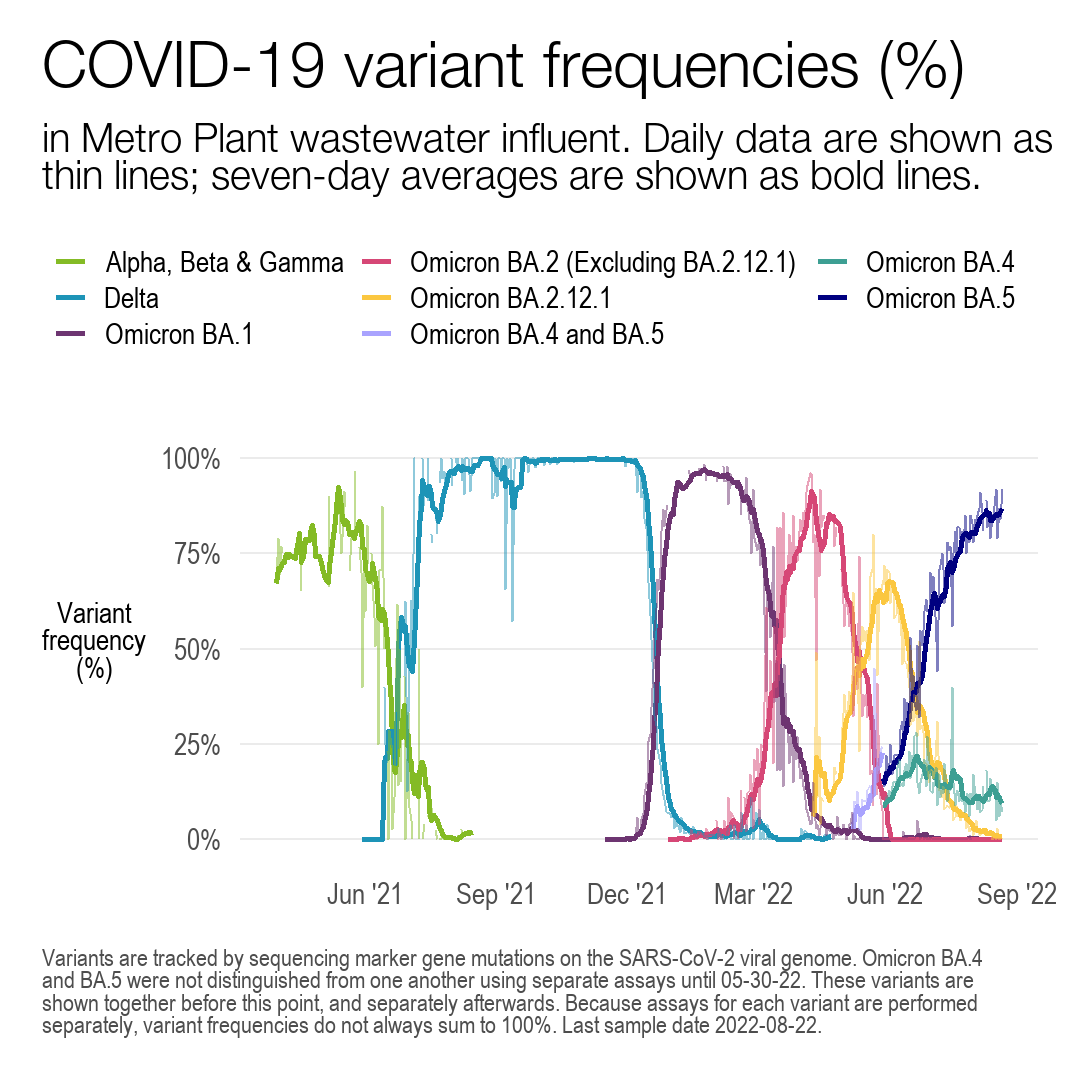 COVID-19 variant frequencies (%)
in Metro Plant wastewater influent. Daily data are shown as
thin lines; seven-day averages are shown as bold lines.
Alpha, Beta & Gamma
Delta
Omicron BA.1
Omicron BA.2 (Excluding BA.2.12.1)
Omicron BA.2.12.1
Omicron BA.4 and BA.5
Omicron BA.4
Omicron BA.5
Variant
frequency
(%)
100%
75%
50%
25%
0%
Jun '21
Sep '21
Dec '21
Mar '22
Jun '22
Sep '22
Variants are tracked by sequencing marker gene mutations on the SARS-CoV-2 viral genome. Omicron BA.4
and BA.5 were not distinguished from one another using separate assays until 05-30-22. These variants are
shown together before this point, and separately afterwards. Because assays for each variant are performed
separately, variant frequencies do not always sum to 100%. Last sample date 2022-08-22.